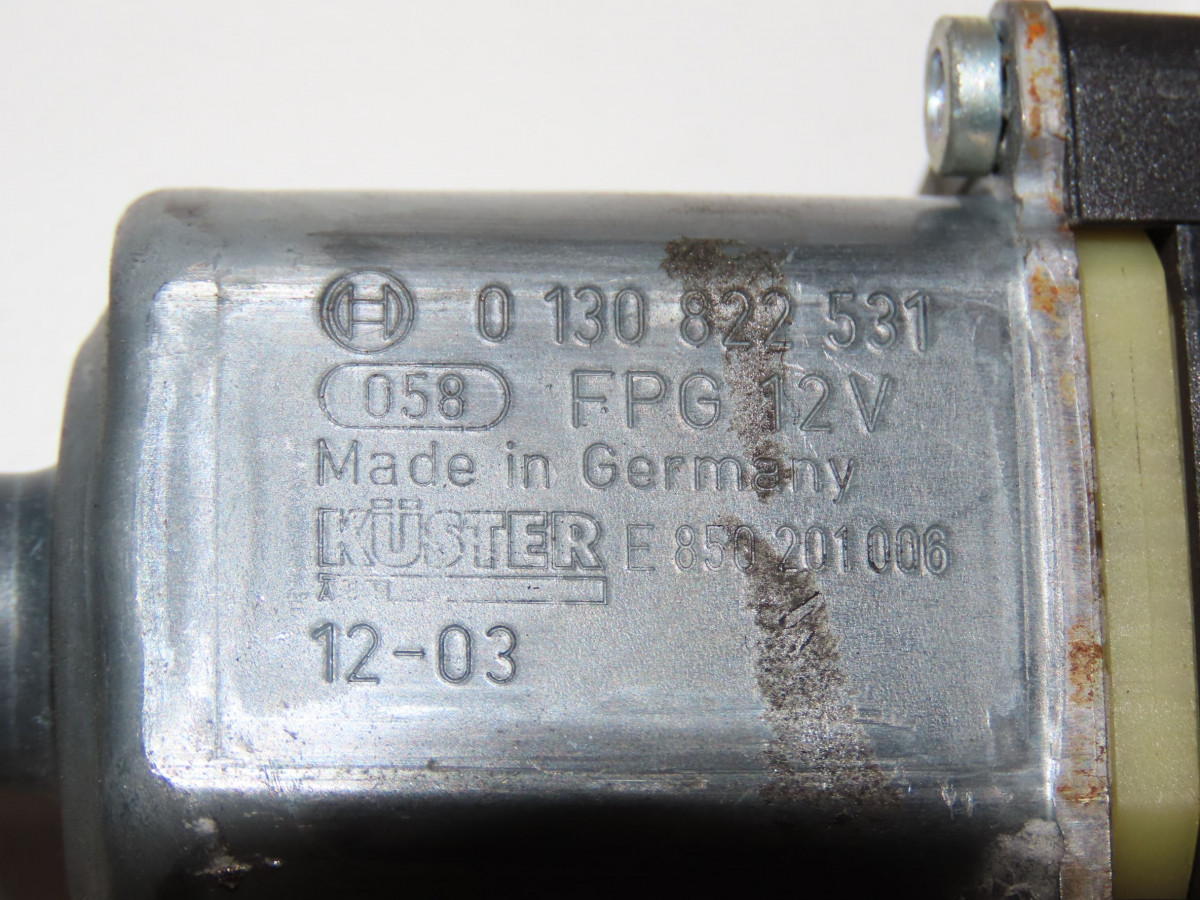 0 130 822 531
058 FPG 12V
Made in Germany
KÜSTER E 850 201 006
12-03